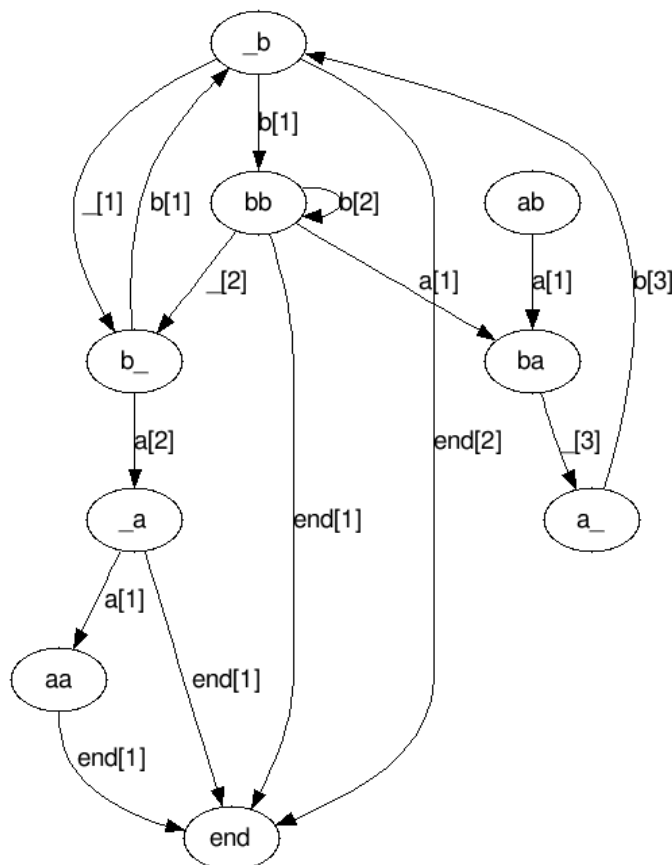 _b
b[1]
_[1] b[1] bb b[2] ab
_[2] a[1] a[1] b[3]
b_ ba
a[2] end[2] _[3]
_a end[1] a_
a[1]
aa end[1]
end[1]
end